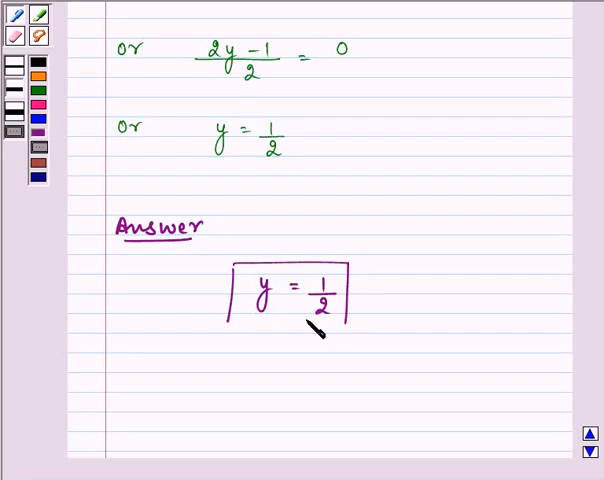 or (2y - 1)/2 = 0
or y = 1/2
Answer
y = 1/2